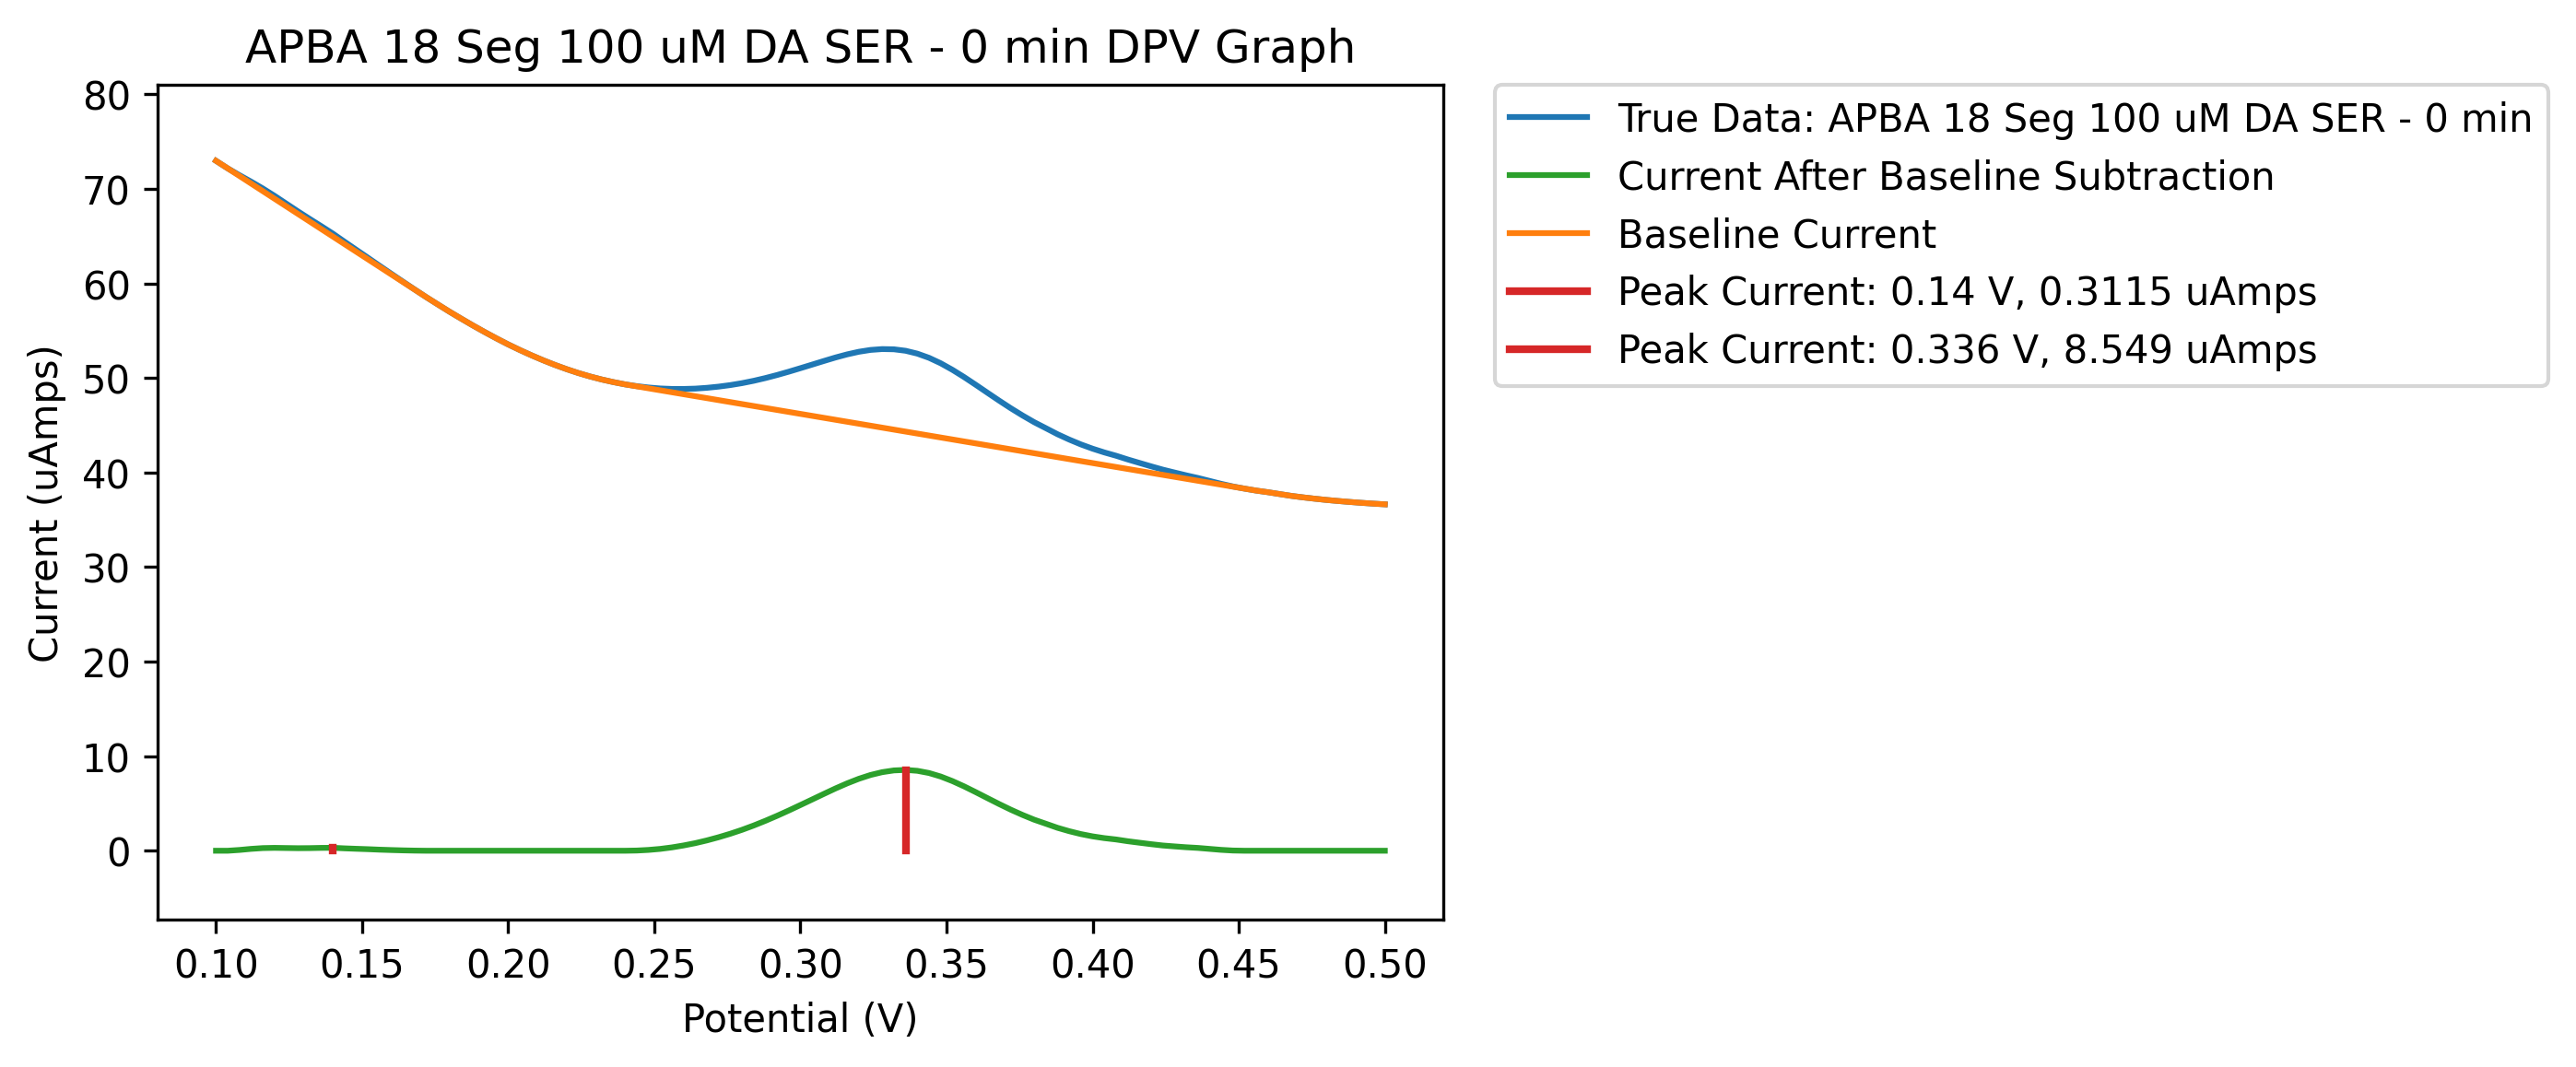 APBA 18 Seg 100 uM DA SER - 0 min DPV Graph
80
70
60
50
40
30
20
10
0
Current (uAmps)
0.10 0.15 0.20 0.25 0.30 0.35 0.40 0.45 0.50
Potential (V)
True Data: APBA 18 Seg 100 uM DA SER - 0 min
Current After Baseline Subtraction
Baseline Current
Peak Current: 0.14 V, 0.3115 uAmps
Peak Current: 0.336 V, 8.549 uAmps